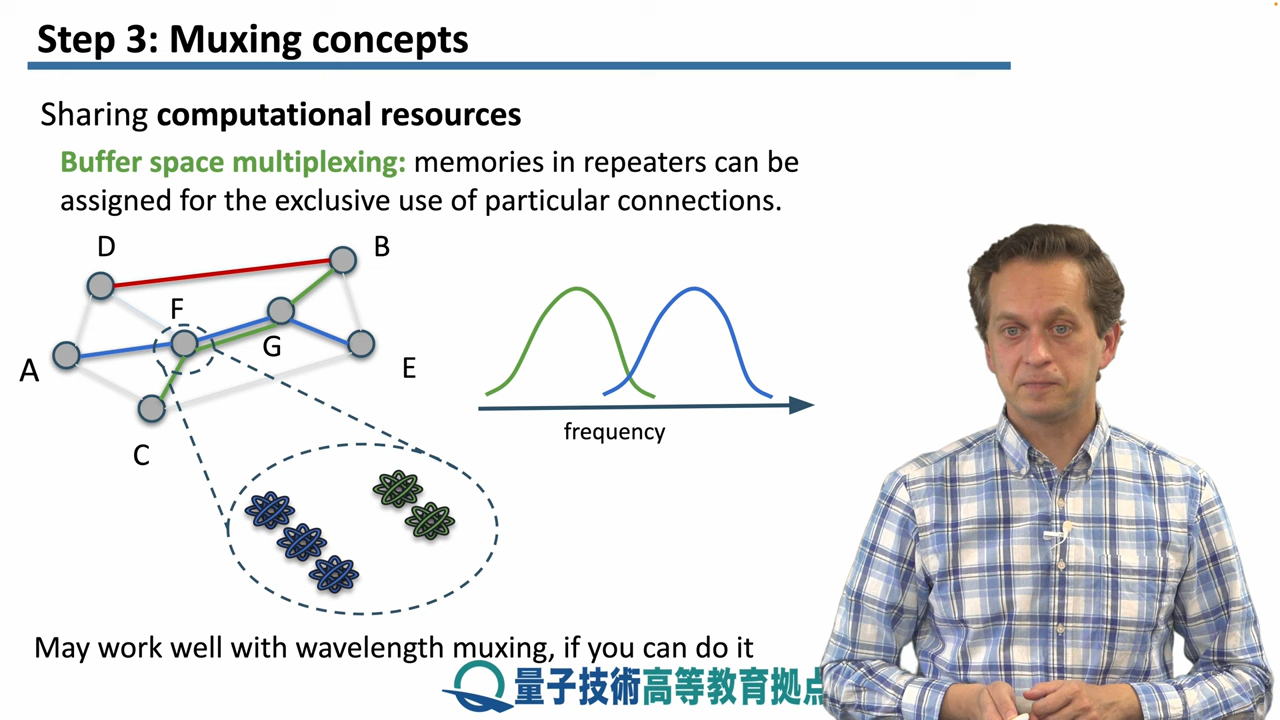 Step 3: Muxing concepts
Sharing computational resources
Buffer space multiplexing: memories in repeaters can be
assigned for the exclusive use of particular connections.
D
B
F
G
A
E
C
frequency
May work well with wavelength muxing, if you can do it
量子技術高等教育拠点